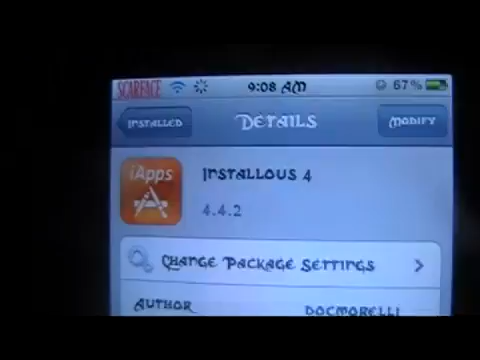 SCARFACE 9:08 AM 67%
Installed Details Modify
iApps
Installous 4
4.4.2
Change Package Settings
Author docmorelli